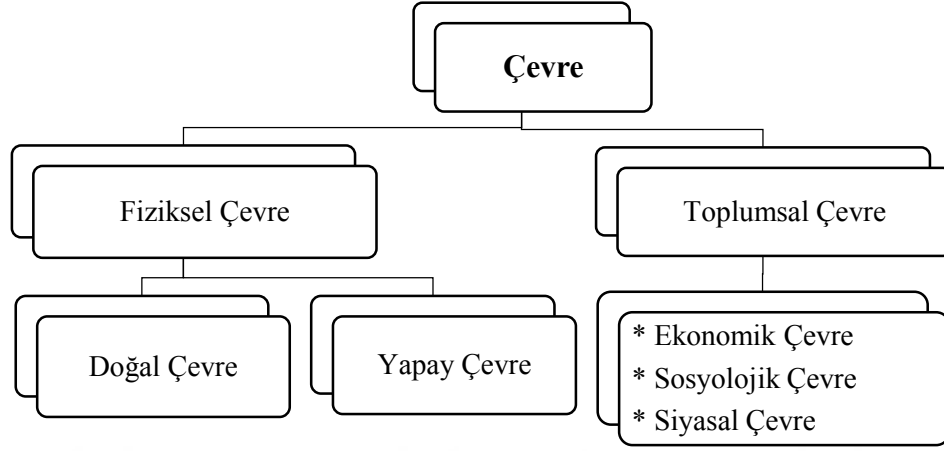 Çevre
Fiziksel Çevre
Toplumsal Çevre
Doğal Çevre
Yapay Çevre
* Ekonomik Çevre
* Sosyolojik Çevre
* Siyasal Çevre